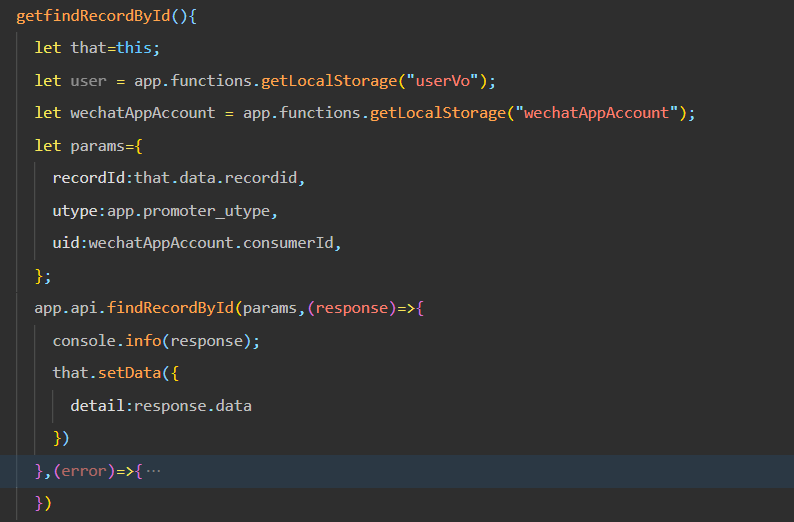 getfindRecordById(){
let that=this;
let user = app.functions.getLocalStorage("userVo");
let wechatAppAccount = app.functions.getLocalStorage("wechatAppAccount");
let params={
recordId:that.data.recordid,
utype:app.promoter_utype,
uid:wechatAppAccount.consumerId,
};
app.api.findRecordById(params,(response)=>{
console.info(response);
that.setData({
detail:response.data
})
},(error)=>{···
})